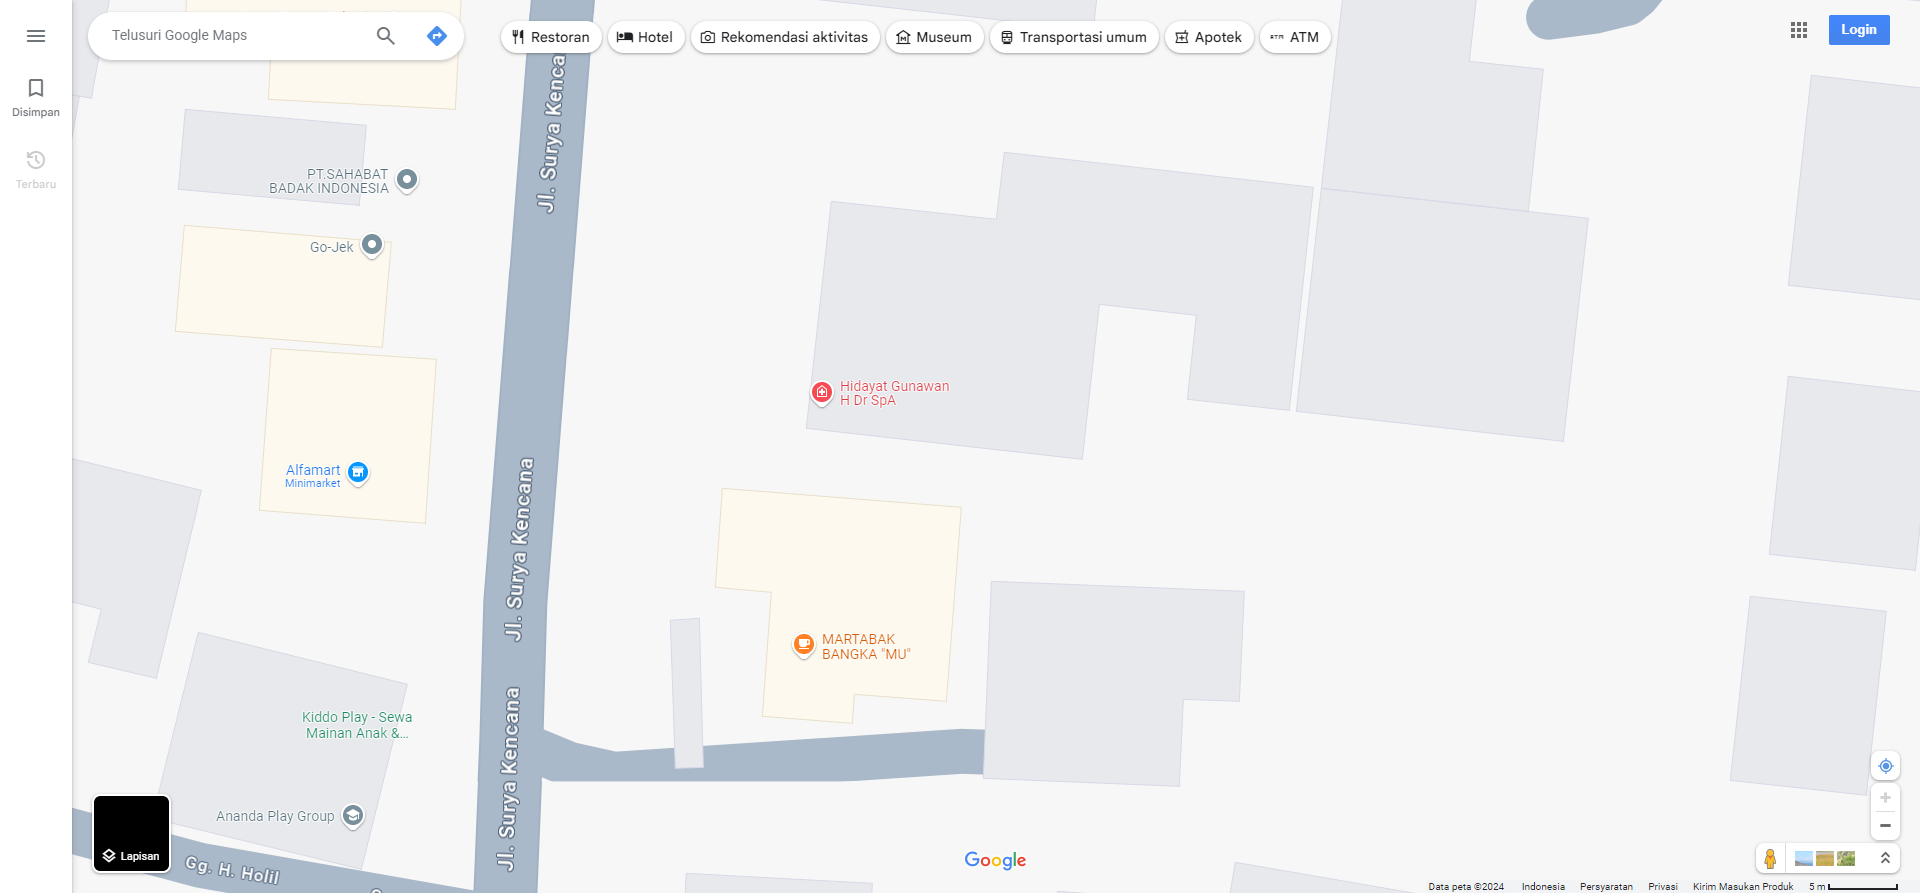 Telusuri Google Maps
Restoran
Hotel
Rekomendasi aktivitas
Museum
Transportasi umum
Apotek
ATM
Login
Disimpan
Terbaru
Jl. Surya Kenca
PT.SAHABAT
BADAK INDONESIA
Go-Jek
Hidayat Gunawan
H Dr SpA
Alfamart
Minimarket
Jl. Surya Kencana
MARTABAK
BANGKA "MU"
Kiddo Play - Sewa
Mainan Anak &...
Jl. Surya Kencana
Ananda Play Group
Lapisan
Gg. H. Holil
Google
Data peta ©2024
Indonesia
Persyaratan
Privasi
Kirim Masukan Produk
5 m